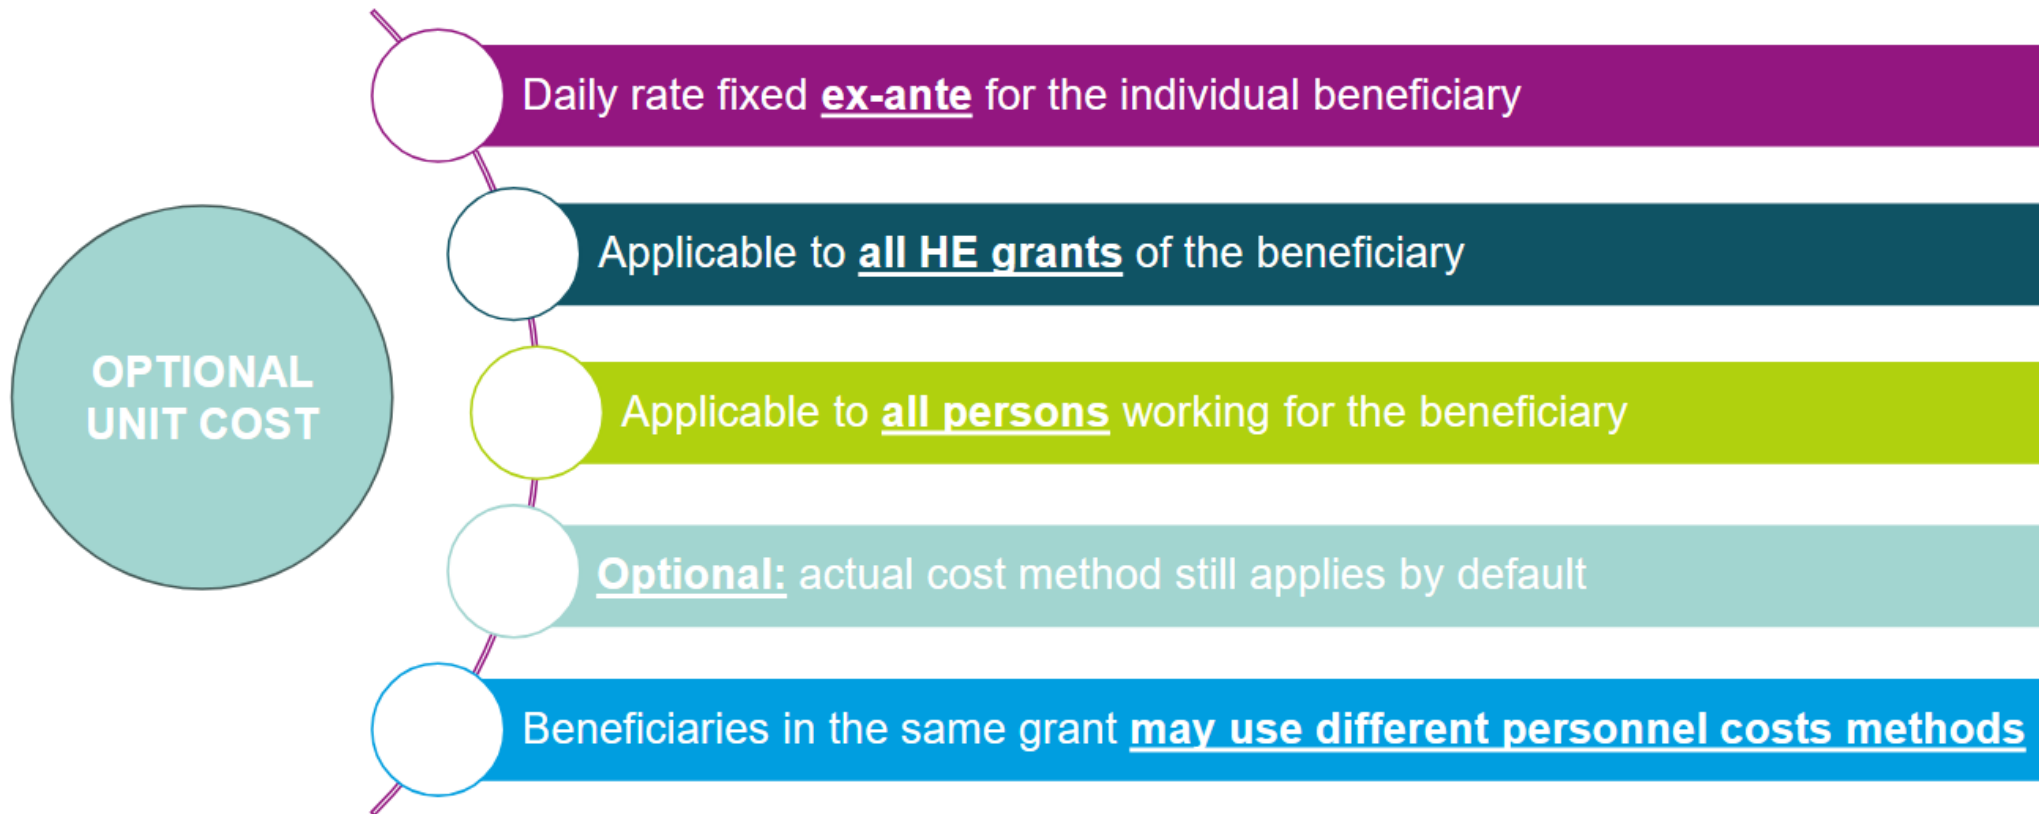 OPTIONAL
UNIT COST
Daily rate fixed ex-ante for the individual beneficiary
Applicable to all HE grants of the beneficiary
Applicable to all persons working for the beneficiary
Optional: actual cost method still applies by default
Beneficiaries in the same grant may use different personnel costs methods